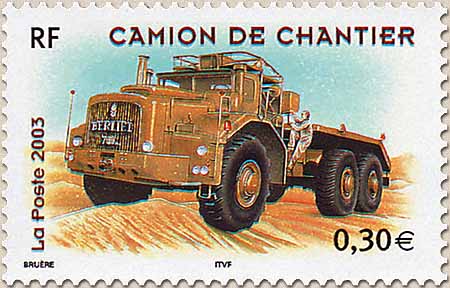 RF
CAMION DE CHANTIER
La Poste 2003
BERLIET
0,30€
BRUÈRE
ITVF